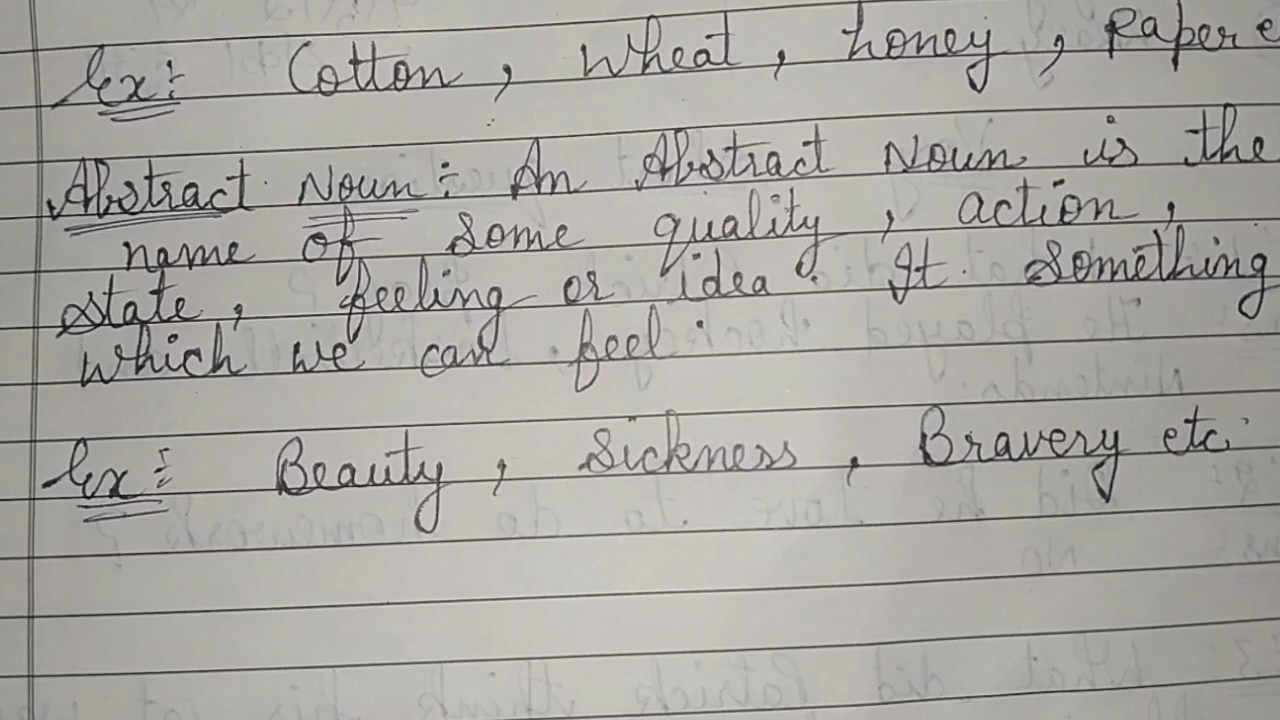 Ex:- Cotton, Wheat, honey, Paper e
Abstract Noun:- An Abstract Noun is the
name of some quality, action,
state, feeling or idea. It something
which we can feel.
Ex:- Beauty, Sickness, Bravery etc.